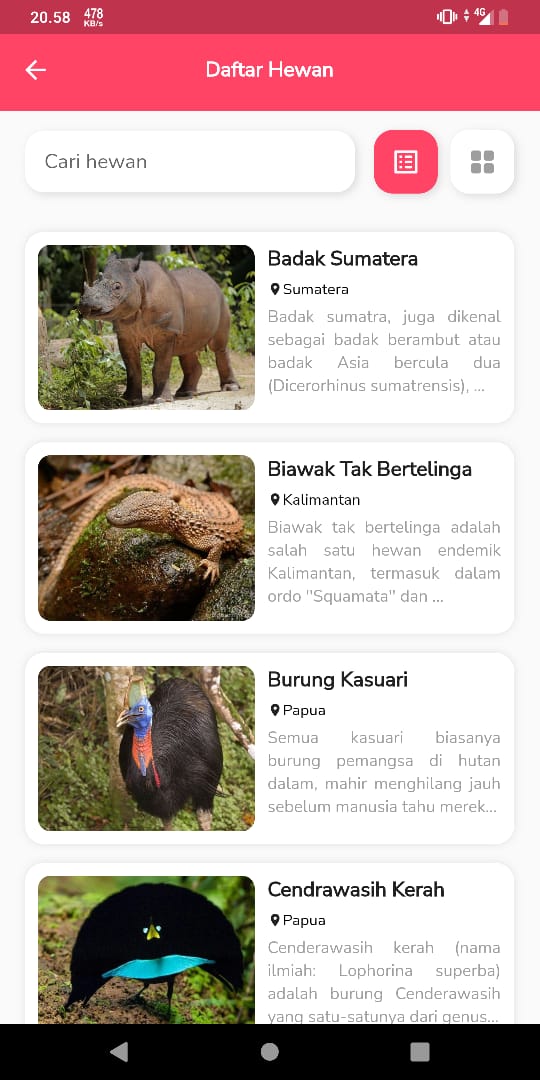 20.58 478 KB/s 4G
Daftar Hewan
Cari hewan
Badak Sumatera
Sumatera
Badak sumatra, juga dikenal
sebagai badak berambut atau
badak Asia bercula dua
(Dicerorhinus sumatrensis), ...
Biawak Tak Bertelinga
Kalimantan
Biawak tak bertelinga adalah
salah satu hewan endemik
Kalimantan, termasuk dalam
ordo "Squamata" dan ...
Burung Kasuari
Papua
Semua kasuari biasanya
burung pemangsa di hutan
dalam, mahir menghilang jauh
sebelum manusia tahu merek...
Cendrawasih Kerah
Papua
Cenderawasih kerah (nama
ilmiah: Lophorina superba)
adalah burung Cenderawasih
yang satu-satunya dari genus...